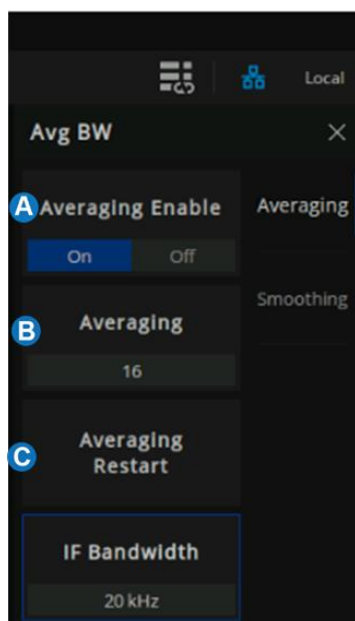 Local
Avg BW
A
Averaging Enable
On Off
Averaging
Smoothing
B
Averaging
16
C
Averaging
Restart
IF Bandwidth
20 kHz